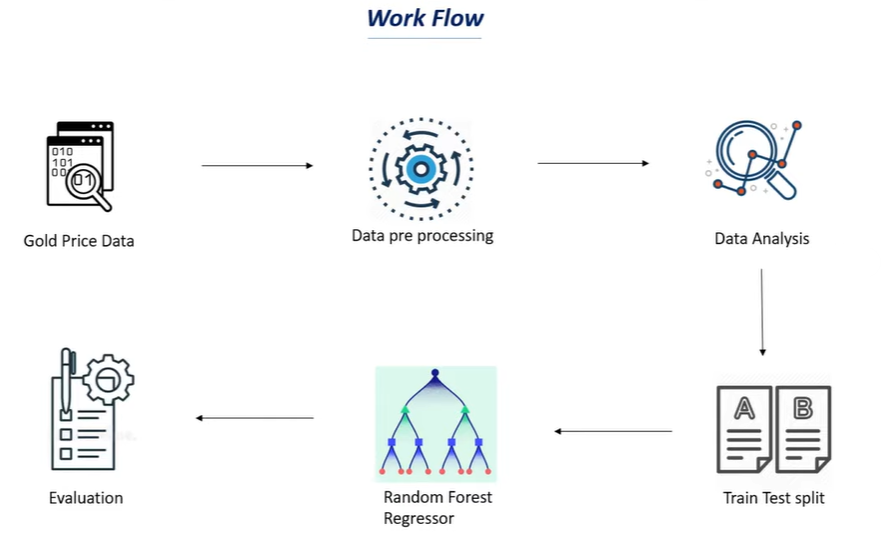 Work Flow
010
101
00
01
Gold Price Data
Data pre processing
Data Analysis
A B
Train Test split
Random Forest
Regressor
Evaluation